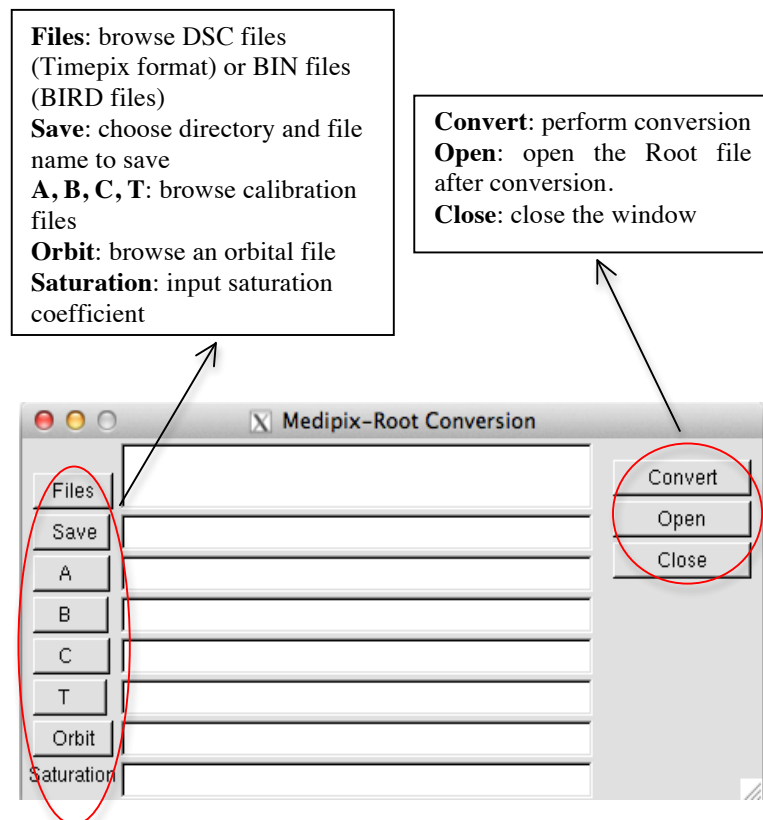 Files: browse DSC files
(Timepix format) or BIN files
(BIRD files)
Save: choose directory and file
name to save
A, B, C, T: browse calibration
files
Orbit: browse an orbital file
Saturation: input saturation
coefficient
Convert: perform conversion
Open: open the Root file
after conversion.
Close: close the window
X Medipix-Root Conversion
Files
Save
A
B
C
T
Orbit
Saturation
Convert
Open
Close